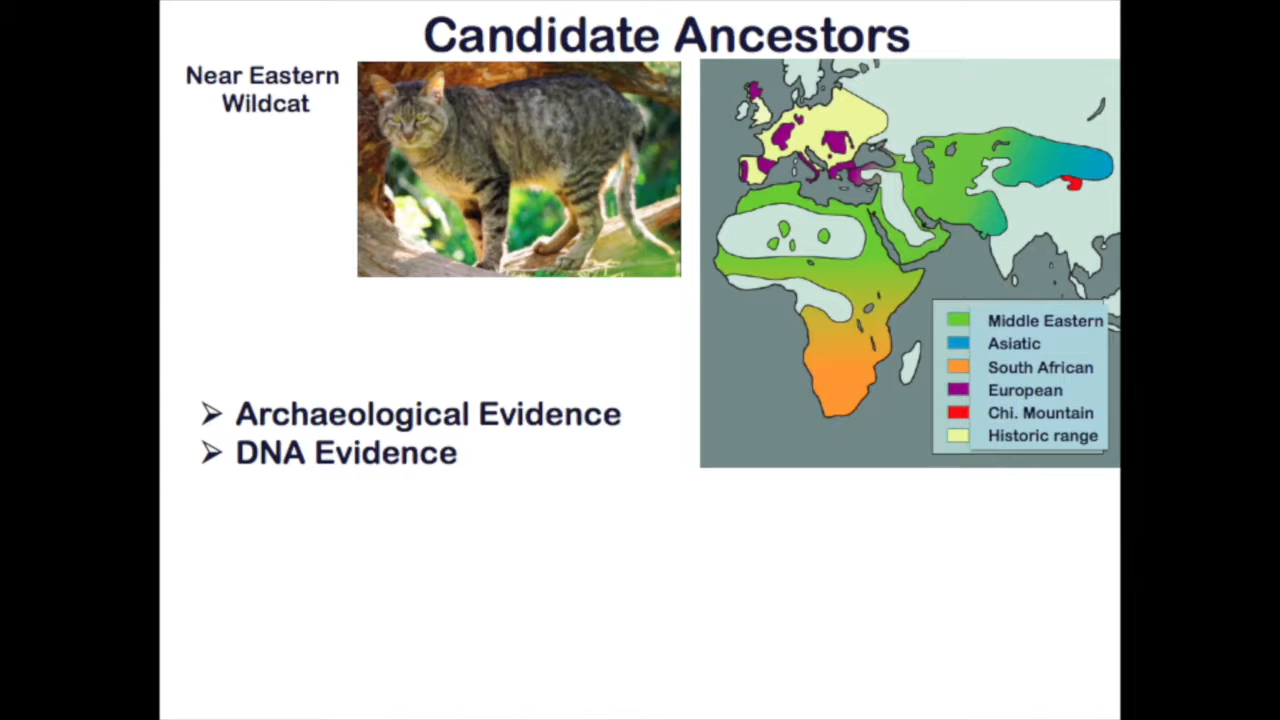 Candidate Ancestors
Near Eastern
Wildcat
➢ Archaeological Evidence
➢ DNA Evidence
Middle Eastern
Asiatic
South African
European
Chi. Mountain
Historic range